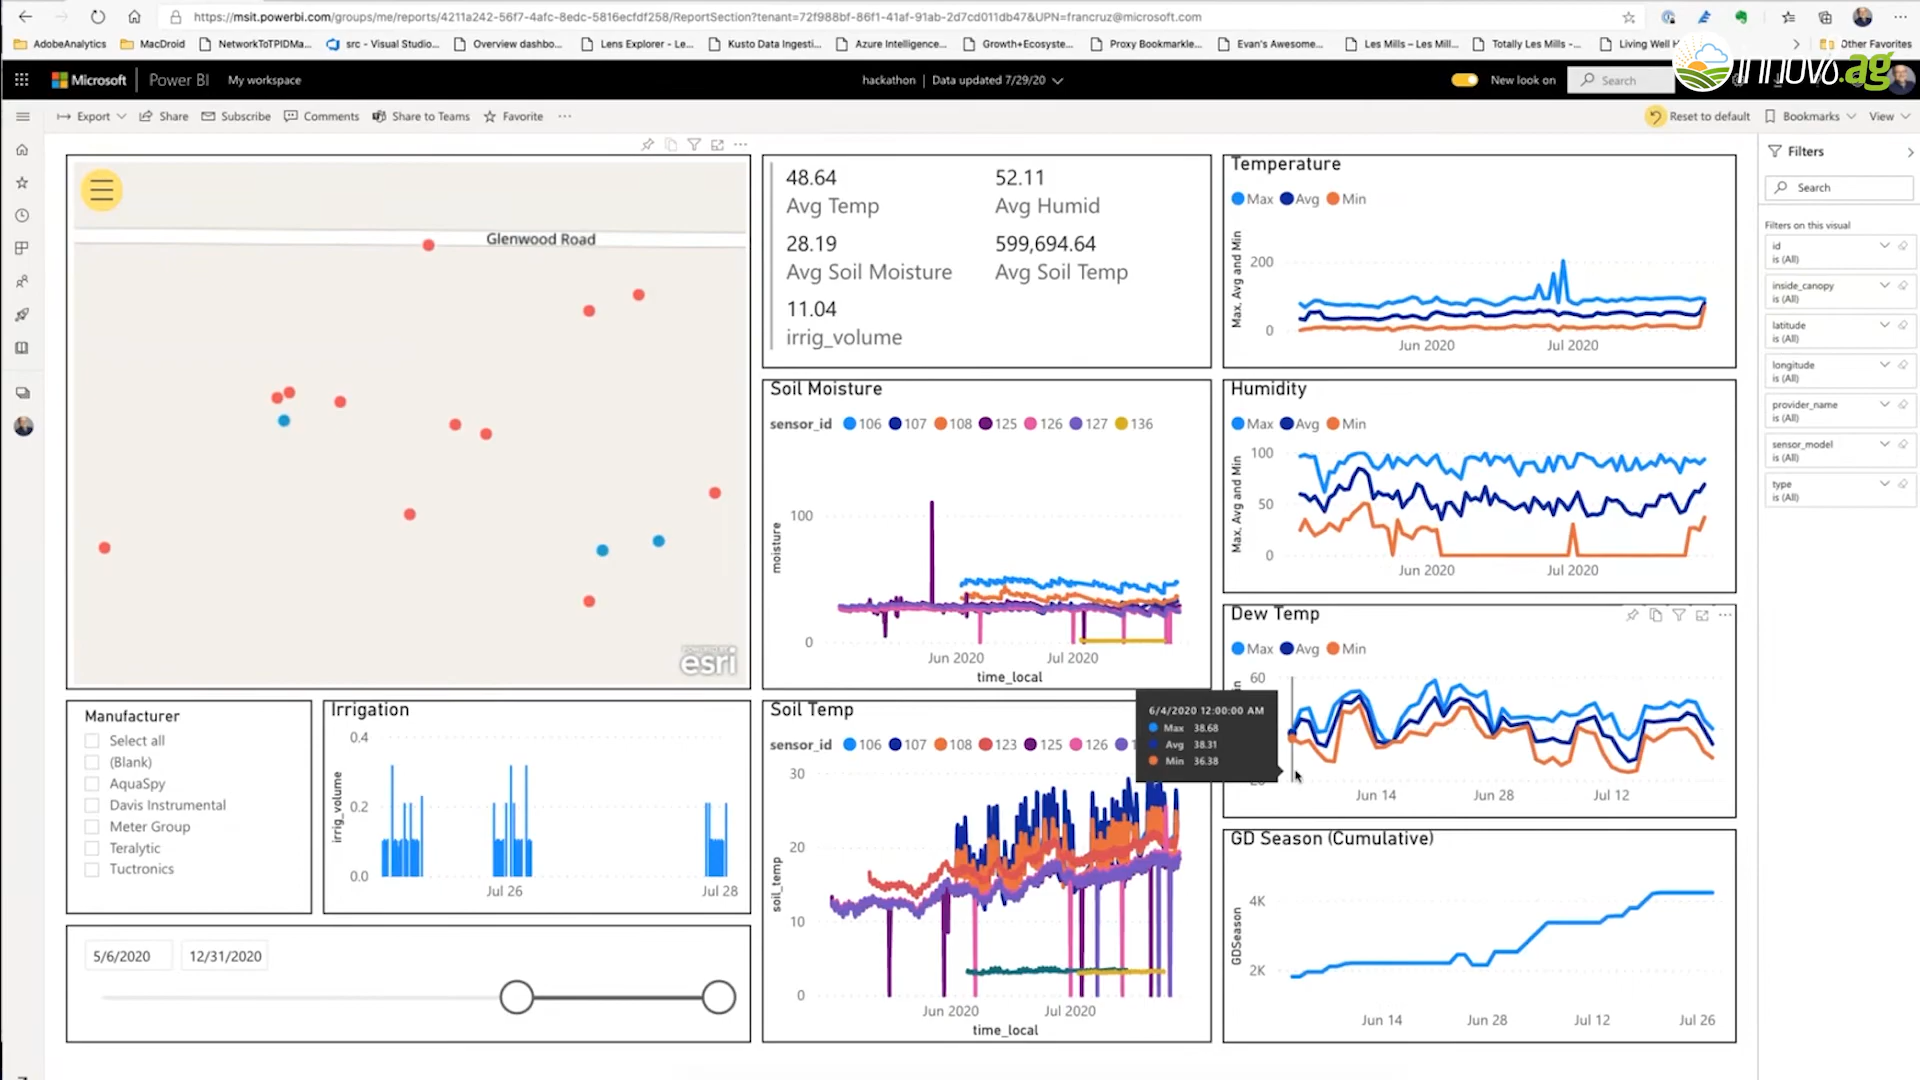 https://msit.powerbi.com/groups/me/reports/4211a242-56f7-4afc-8edc-5816ecfdf258/ReportSection?tenant=72f988bf-86f1-41af-91ab-2d7cd011db47&UPN=francruz@microsoft.com
AdobeAnalytics MacDroid NetworkToTPIDMa... src - Visual Studio... Overview dashbo... Lens Explorer - Le... Kusto Data Ingesti... Azure Intelligence... Growth+Ecosyste... Proxy Bookmarkle... Evan's Awesome... Les Mills – Les Mill... Totally Les Mills -... Living Well Other Favorites
innovo.ag
Microsoft Power BI My workspace hackathon | Data updated 7/29/20 New look on Search
Export Share Subscribe Comments Share to Teams Favorite ... Reset to default Bookmarks View
Glenwood Road
esri
48.64 52.11
Avg Temp Avg Humid
28.19 599,694.64
Avg Soil Moisture Avg Soil Temp
11.04
irrig_volume
Temperature
Max Avg Min
Max, Avg and Min
200
0
Jun 2020 Jul 2020
Soil Moisture
sensor_id 106 107 108 125 126 127 136
moisture
100
0
Jun 2020 Jul 2020
time_local
Humidity
Max Avg Min
Max, Avg and Min
100
50
0
Jun 2020 Jul 2020
Dew Temp
Max Avg Min
60
Jun 14 Jun 28 Jul 12
6/4/2020 12:00:00 AM
Max 38.68
Avg 38.31
Min 36.38
Manufacturer
Select all
(Blank)
AquaSpy
Davis Instrumental
Meter Group
Teralytic
Tuctronics
Irrigation
irrig_volume
0.4
0.2
0.0
Jul 26 Jul 28
5/6/2020 12/31/2020
Soil Temp
sensor_id 106 107 108 123 125 126
soil_temp
30
20
10
0
Jun 2020 Jul 2020
time_local
GD Season (Cumulative)
GDSeason
4K
2K
Jun 14 Jun 28 Jul 12 Jul 26
Filters
Search
Filters on this visual
id
is (All)
inside_canopy
is (All)
latitude
is (All)
longitude
is (All)
provider_name
is (All)
sensor_model
is (All)
type
is (All)